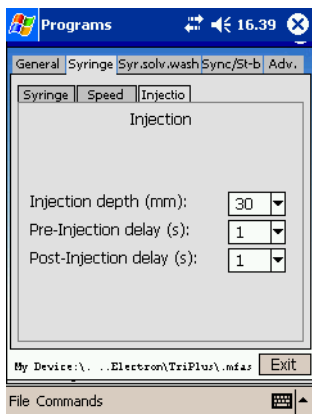 Programs 16.39
General Syringe Syr.solv.wash Sync/St-b Adv.
Syringe Speed Injectio
Injection
Injection depth (mm): 30
Pre-Injection delay (s): 1
Post-Injection delay (s): 1
My Device:\. ..Electron\TriPlus\.mfas Exit
File Commands